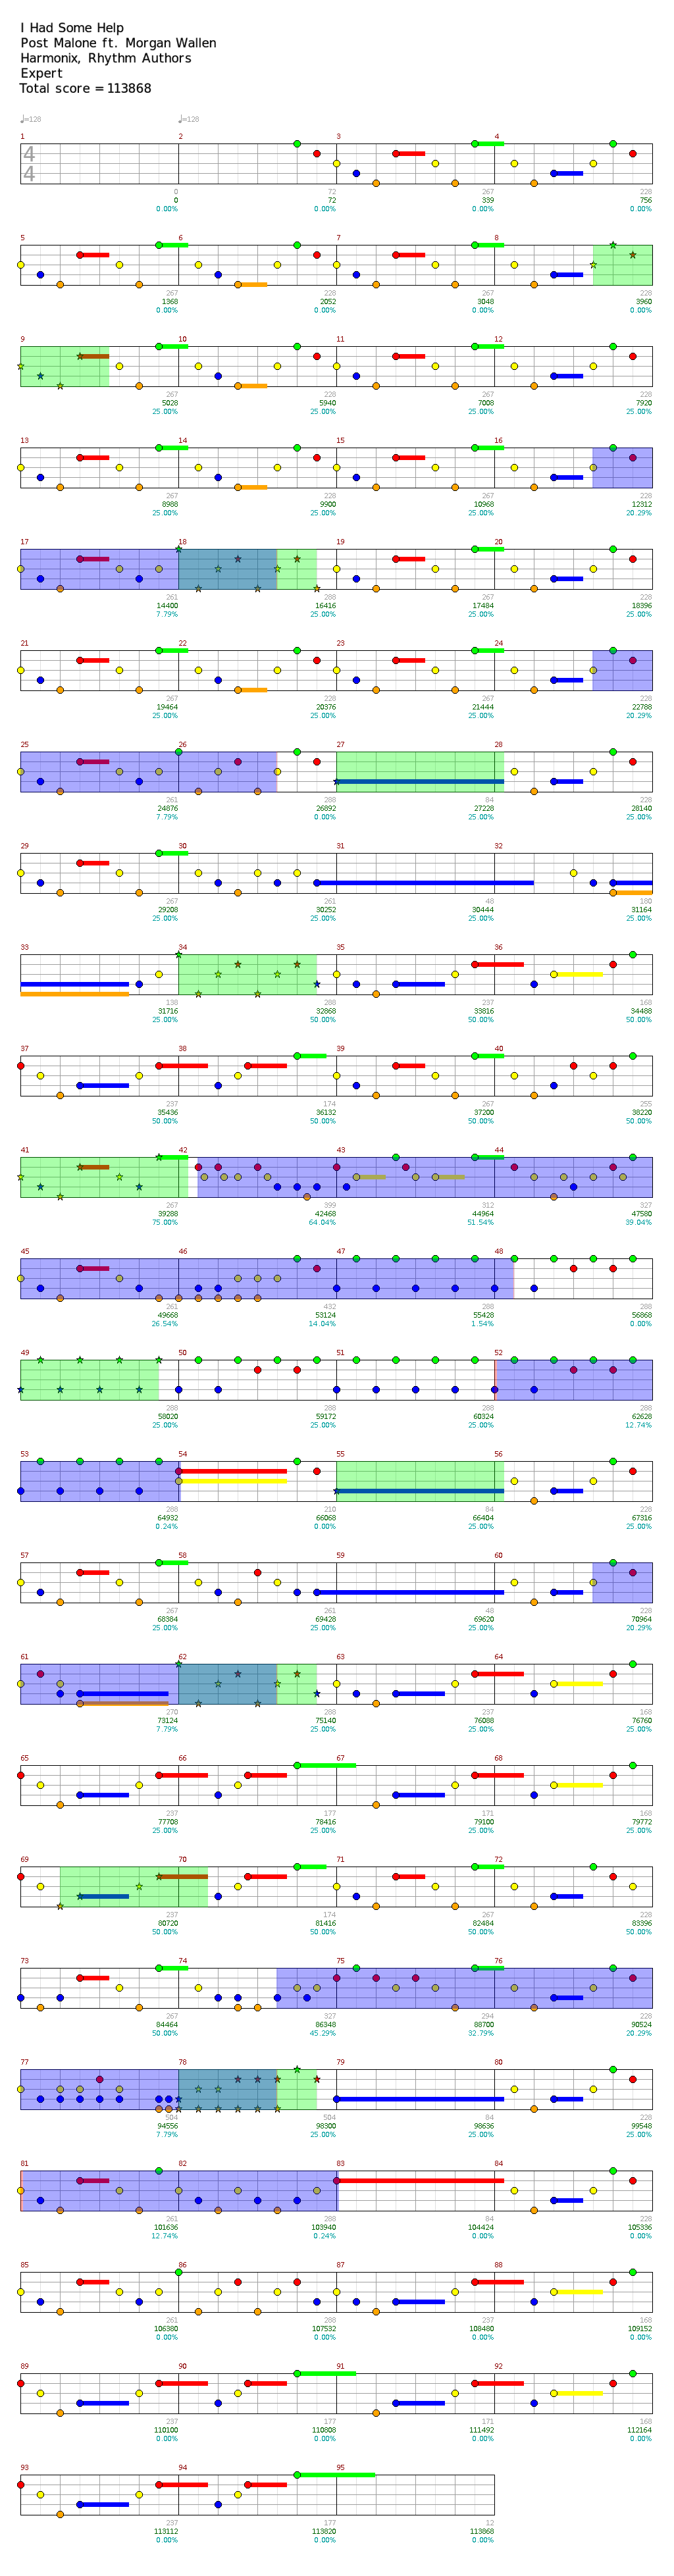 I Had Some Help
Post Malone ft. Morgan Wallen
Harmonix, Rhythm Authors
Expert
Total score = 113868
♩=128 ♩=128
1 2 3 4
4
4
0 72 267 228
0 72 339 756
0.00% 0.00% 0.00% 0.00%
5 6 7 8
267 228 267 228
1368 2052 3048 3960
0.00% 0.00% 0.00% 0.00%
9 10 11 12
267 228 267 228
5028 5940 7008 7920
25.00% 25.00% 25.00% 25.00%
13 14 15 16
267 228 267 228
8988 9900 10968 12312
25.00% 25.00% 25.00% 20.29%
17 18 19 20
261 288 267 228
14400 16416 17484 18396
7.79% 25.00% 25.00% 25.00%
21 22 23 24
267 228 267 228
19464 20376 21444 22788
25.00% 25.00% 25.00% 20.29%
25 26 27 28
261 288 84 228
24876 26892 27228 28140
7.79% 0.00% 25.00% 25.00%
29 30 31 32
267 261 48 180
29208 30252 30444 31164
25.00% 25.00% 25.00% 25.00%
33 34 35 36
138 288 237 168
31716 32868 33816 34488
25.00% 50.00% 50.00% 50.00%
37 38 39 40
237 174 267 255
35436 36132 37200 38220
50.00% 50.00% 50.00% 50.00%
41 42 43 44
267 399 312 327
39288 42468 44964 47580
75.00% 64.04% 51.54% 39.04%
45 46 47 48
261 432 288 288
49668 53124 55428 56868
26.54% 14.04% 1.54% 0.00%
49 50 51 52
288 288 288 288
58020 59172 60324 62628
25.00% 25.00% 25.00% 12.74%
53 54 55 56
288 210 84 228
64932 66068 66404 67316
0.24% 0.00% 25.00% 25.00%
57 58 59 60
267 261 48 228
68384 69428 69620 70964
25.00% 25.00% 25.00% 20.29%
61 62 63 64
270 288 237 168
73124 75140 76088 76760
7.79% 25.00% 25.00% 25.00%
65 66 67 68
237 177 171 168
77708 78416 79100 79772
25.00% 25.00% 25.00% 25.00%
69 70 71 72
237 174 267 228
80720 81416 82484 83396
50.00% 50.00% 50.00% 50.00%
73 74 75 76
267 327 294 228
84464 86348 88700 90524
50.00% 45.29% 32.79% 20.29%
77 78 79 80
504 504 84 228
94556 98300 98636 99548
7.79% 25.00% 25.00% 25.00%
81 82 83 84
261 288 84 228
101636 103940 104424 105336
12.74% 0.24% 0.00% 0.00%
85 86 87 88
261 288 237 168
106380 107532 108480 109152
0.00% 0.00% 0.00% 0.00%
89 90 91 92
237 177 171 168
110100 110808 111492 112164
0.00% 0.00% 0.00% 0.00%
93 94 95
237 177 12
113112 113820 113868
0.00% 0.00% 0.00%